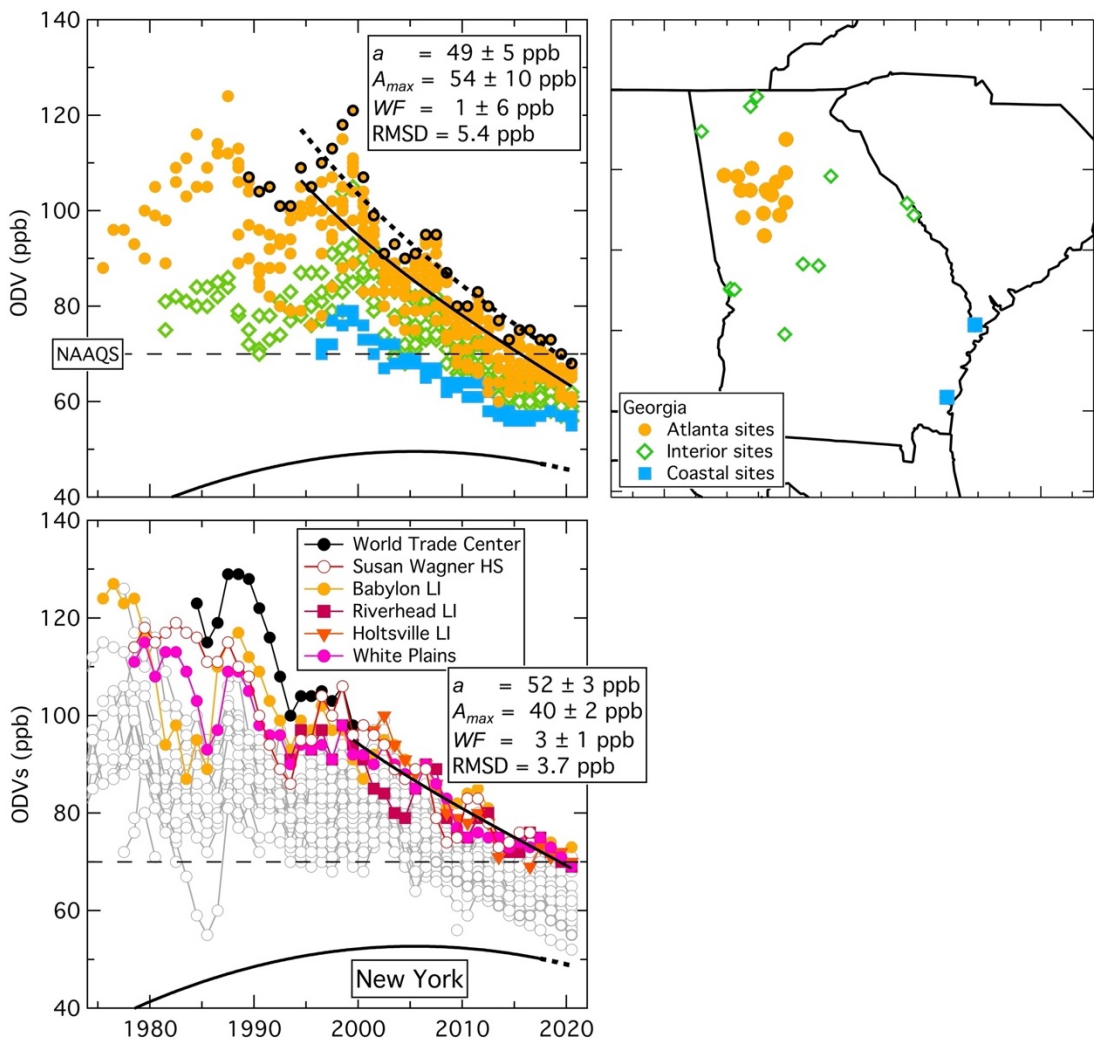 140
120
100
80
60
40
ODV (ppb)
NAAQS
a = 49 ± 5 ppb
Amax = 54 ± 10 ppb
WF = 1 ± 6 ppb
RMSD = 5.4 ppb
Georgia
Atlanta sites
Interior sites
Coastal sites
140
120
100
80
60
40
ODVs (ppb)
World Trade Center
Susan Wagner HS
Babylon LI
Riverhead LI
Holtsville LI
White Plains
a = 52 ± 3 ppb
Amax = 40 ± 2 ppb
WF = 3 ± 1 ppb
RMSD = 3.7 ppb
New York
1980 1990 2000 2010 2020